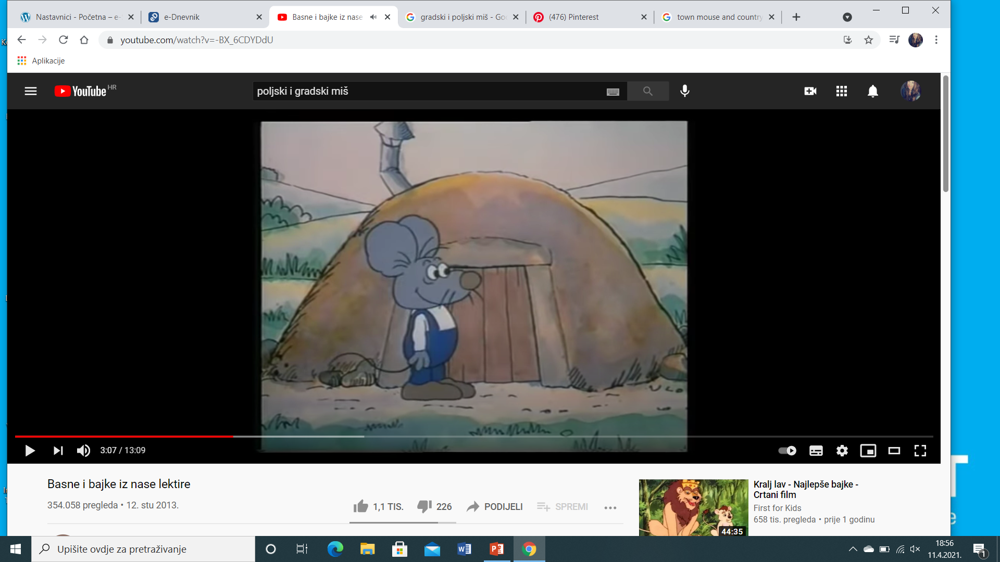 Nastavnici - Početna – e-
e-Dnevnik
Basne i bajke iz nase
gradski i poljski miš - Goo
(476) Pinterest
town mouse and country
youtube.com/watch?v=-BX_6CDYDdU
Aplikacije
YouTube HR
poljski i gradski miš
3:07 / 13:09
Basne i bajke iz nase lektire
354.058 pregleda • 12. stu 2013.
1,1 TIS.
226
PODIJELI
SPREMI
Kralj lav - Najlepše bajke -
Crtani film
First for Kids
658 tis. pregleda • prije 1 godinu
44:35
Upišite ovdje za pretraživanje
18:56
11.4.2021.
1